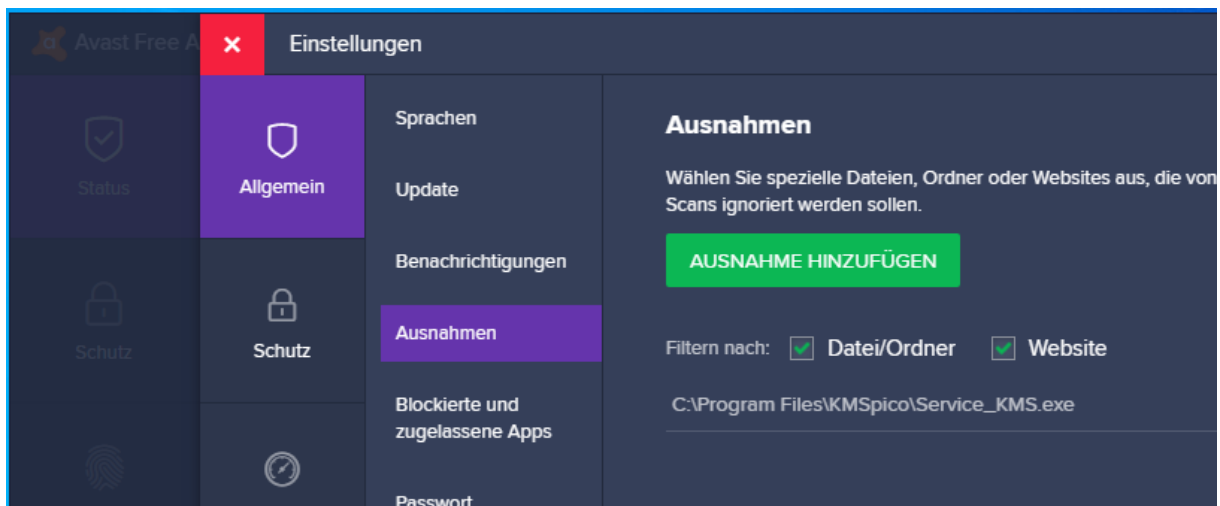 Avast Free A
Einstellungen
Status
Schutz
Allgemein
Schutz
Sprachen
Update
Benachrichtigungen
Ausnahmen
Blockierte und
zugelassene Apps
Passwort
Ausnahmen
Wählen Sie spezielle Dateien, Ordner oder Websites aus, die von
Scans ignoriert werden sollen.
AUSNAHME HINZUFÜGEN
Filtern nach: Datei/Ordner Website
C:\Program Files\KMSpico\Service_KMS.exe